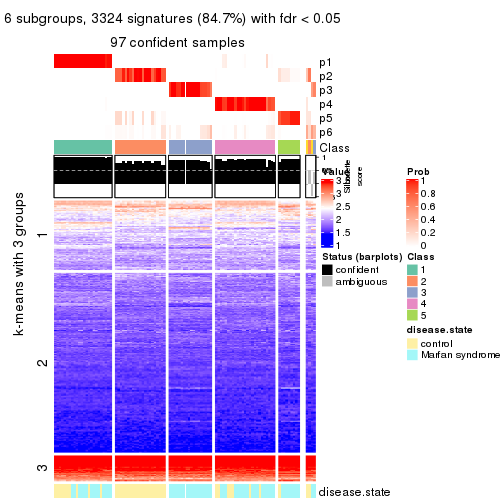 6 subgroups, 3324 signatures (84.7%) with fdr < 0.05
97 confident samples
p1
p2
p3
p4
p5
p6
Class
1
Silhouette
score
Value
3
3
2.5
2
1.5
1
Prob
1
0.8
0.6
0.4
0.2
0
Status (barplots)
confident
ambiguous
Class
1
2
3
4
5
disease.state
control
Marfan syndrome
k-means with 3 groups
1
2
3
disease.state